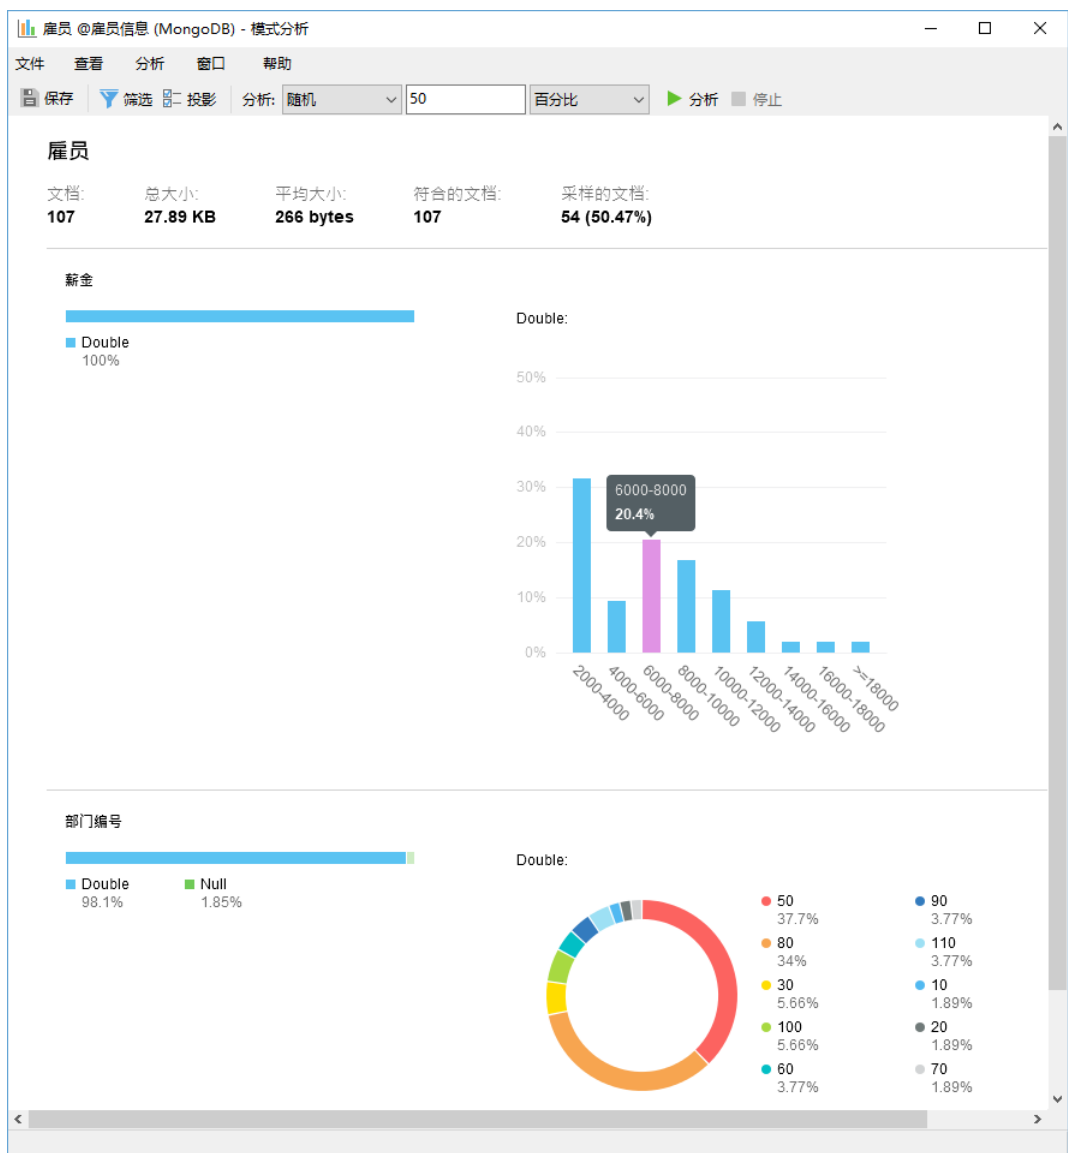 雇员 @雇员信息 (MongoDB) - 模式分析
文件 查看 分析 窗口 帮助
保存 筛选 投影 分析: 随机 50 百分比 分析 停止
雇员
文档: 总大小: 平均大小: 符合的文档: 采样的文档:
107 27.89 KB 266 bytes 107 54 (50.47%)
薪金
Double
100%
Double:
50%
40%
30%
20%
10%
0%
6000-8000
20.4%
2000-4000 4000-6000 6000-8000 8000-10000 10000-12000 12000-14000 14000-16000 16000-18000 >=18000
部门编号
Double Null
98.1% 1.85%
Double:
50 90
37.7% 3.77%
80 110
34% 3.77%
30 10
5.66% 1.89%
100 20
5.66% 1.89%
60 70
3.77% 1.89%